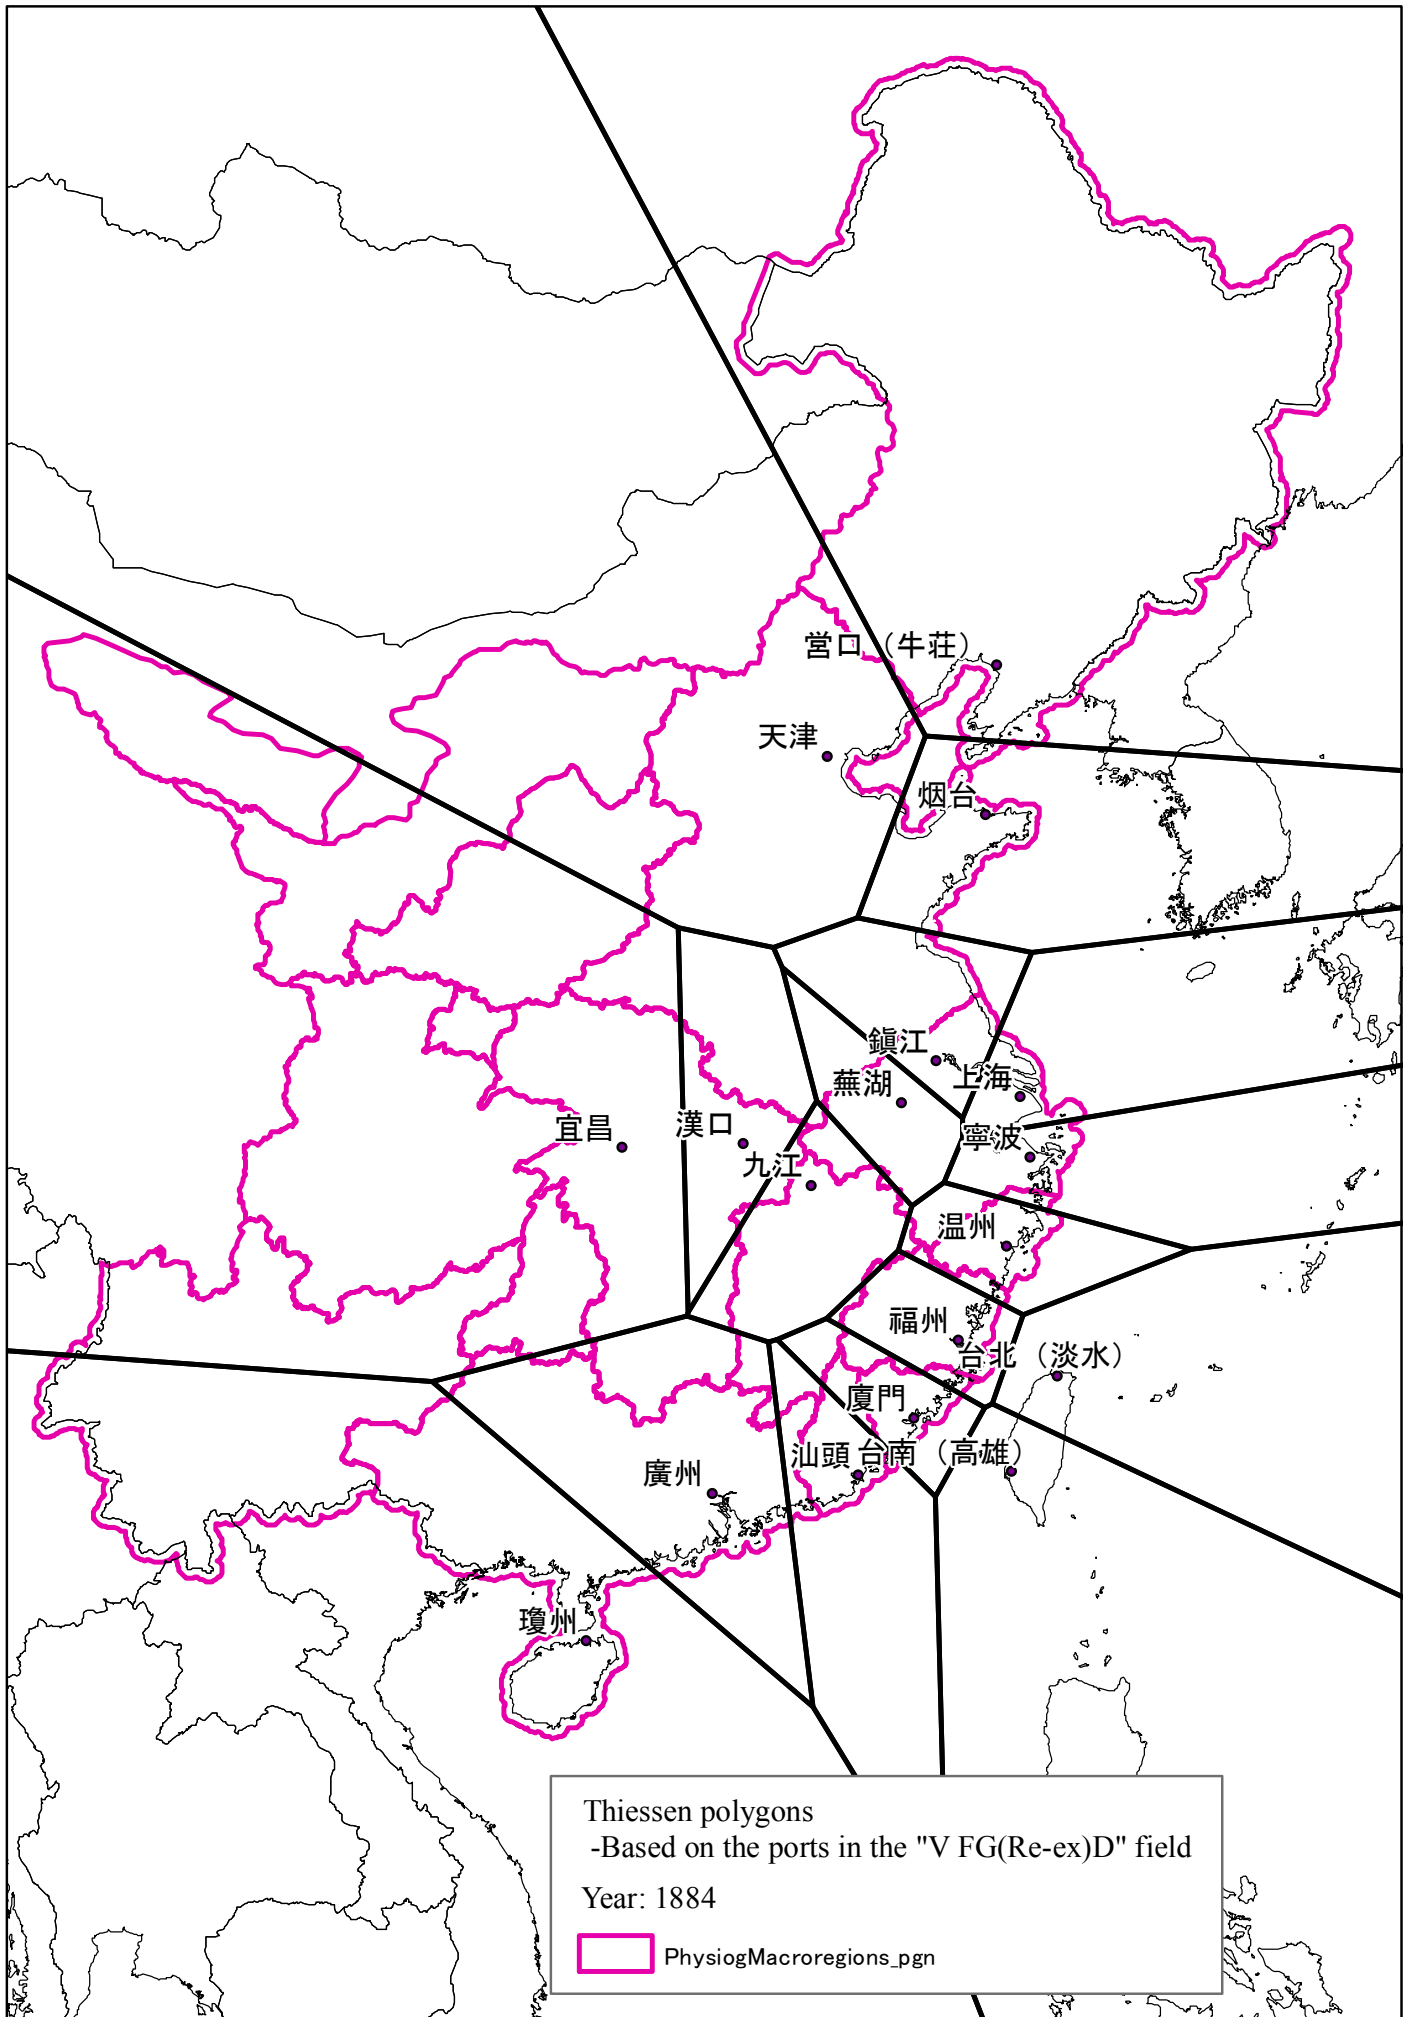 営口（牛荘）
天津
烟台
鎮江
上海
蕪湖
漢口
宜昌
寧波
九江
温州
福州
台北（淡水）
廈門
汕頭
台南（高雄）
廣州
瓊州
Thiessen polygons
-Based on the ports in the "V FG(Re-ex)D" field
Year: 1884
PhysiogMacroregions_pgn